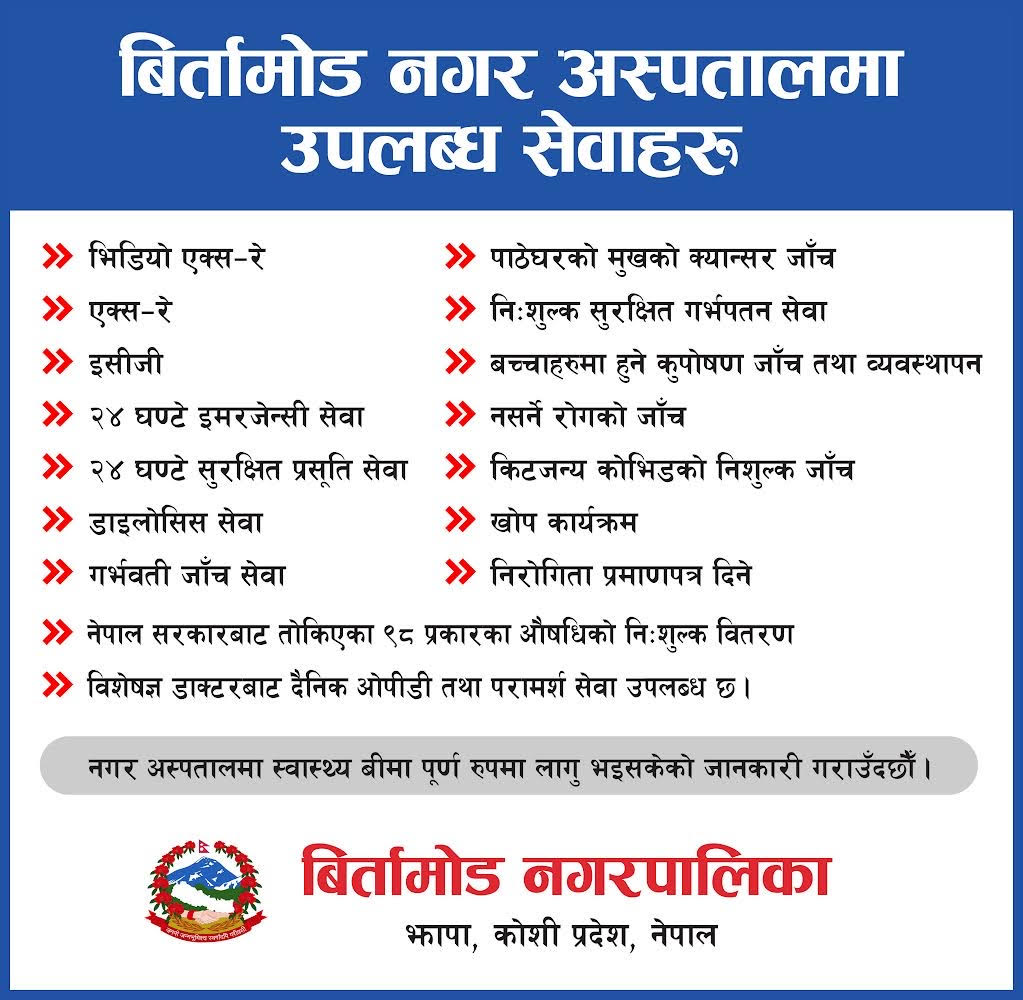 बिर्तामोड नगर अस्पतालमा
उपलब्ध सेवाहरु
भिडियो एक्स-रे
एक्स-रे
इसीजी
२४ घण्टे इमरजेन्सी सेवा
२४ घण्टे सुरक्षित प्रसूति सेवा
डाइलोसिस सेवा
गर्भवती जाँच सेवा
पाठेघरको मुखको क्यान्सर जाँच
निःशुल्क सुरक्षित गर्भपतन सेवा
बच्चाहरुमा हुने कुपोषण जाँच तथा व्यवस्थापन
नसर्ने रोगको जाँच
किटजन्य कोभिडको निशुल्क जाँच
खोप कार्यक्रम
निरोगिता प्रमाणपत्र दिने
नेपाल सरकारबाट तोकिएका ९८ प्रकारका औषधिको निःशुल्क वितरण
विशेषज्ञ डाक्टरबाट दैनिक ओपीडी तथा परामर्श सेवा उपलब्ध छ।
नगर अस्पतालमा स्वास्थ्य बीमा पूर्ण रुपमा लागु भइसकेको जानकारी गराउँदछौँ।
बिर्तामोड नगरपालिका
झापा, कोशी प्रदेश, नेपाल